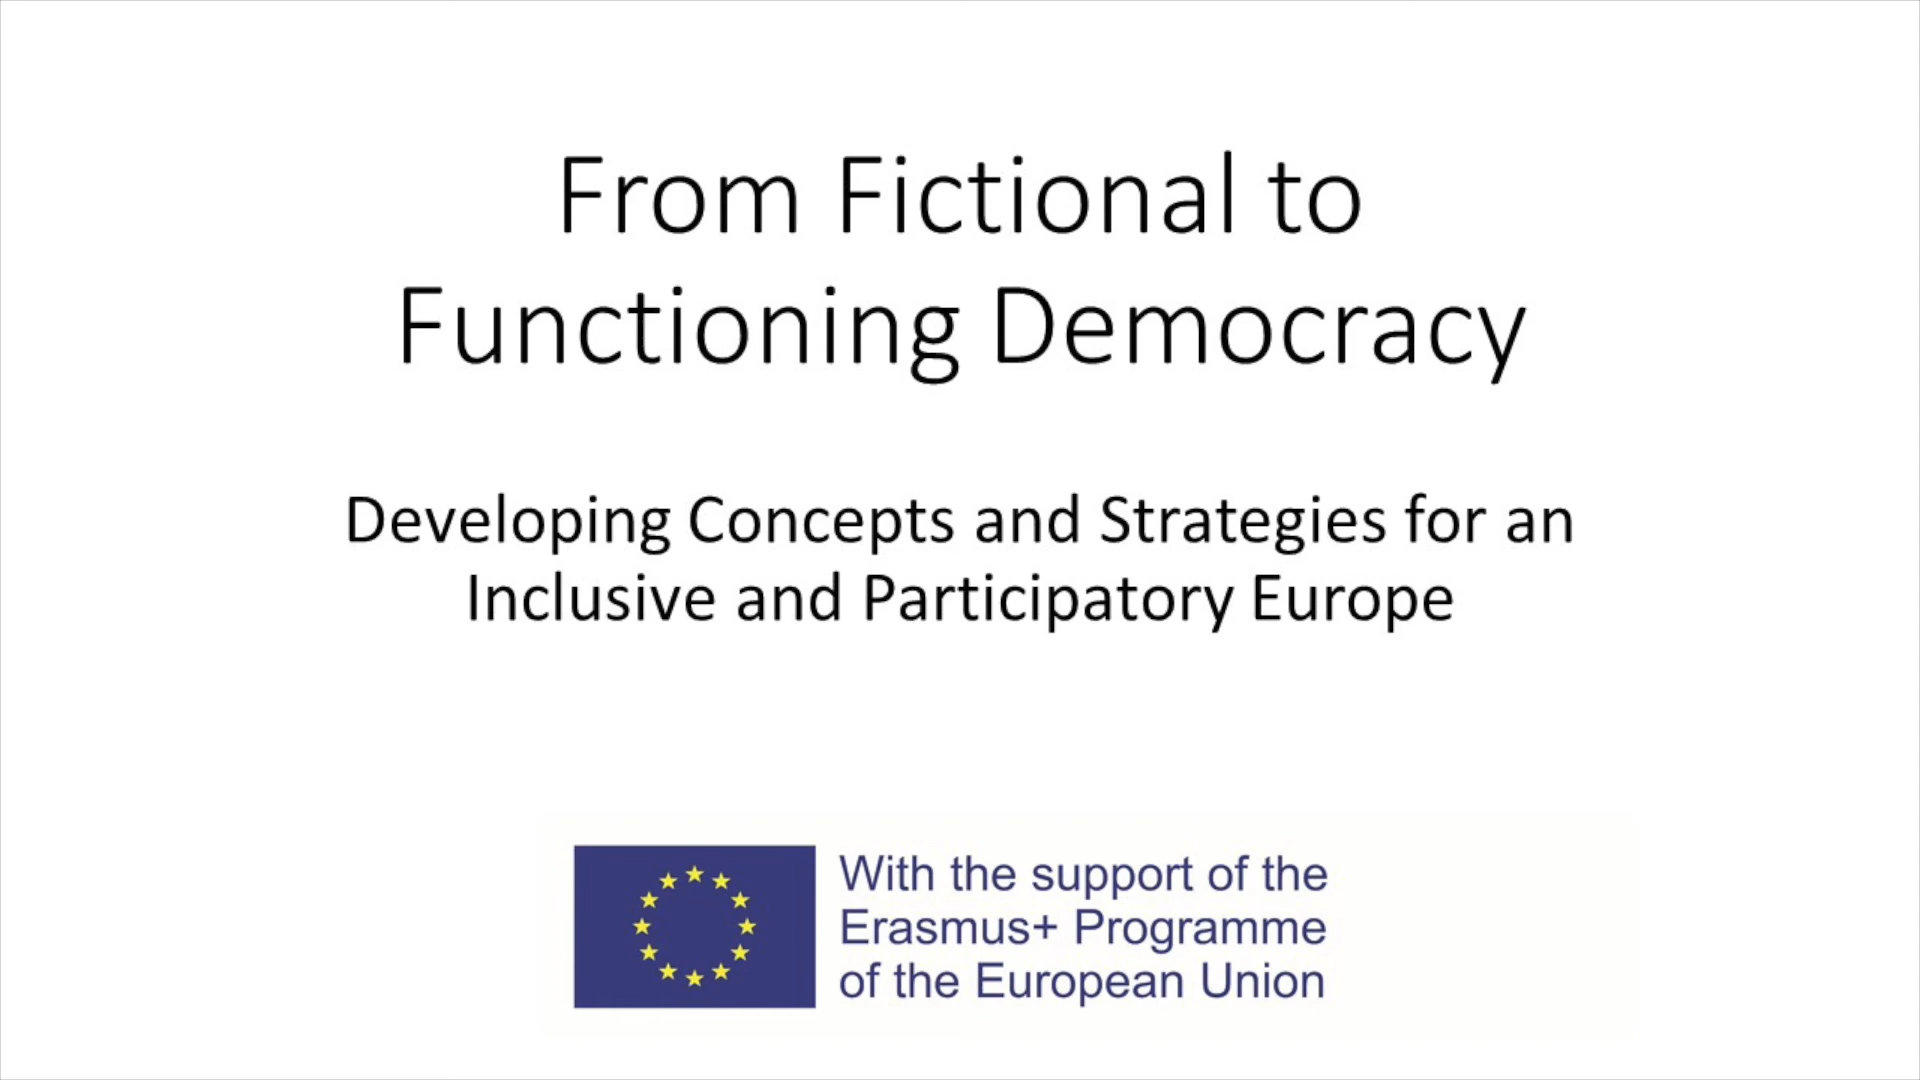 From Fictional to
Functioning Democracy
Developing Concepts and Strategies for an
Inclusive and Participatory Europe
With the support of the
Erasmus+ Programme
of the European Union